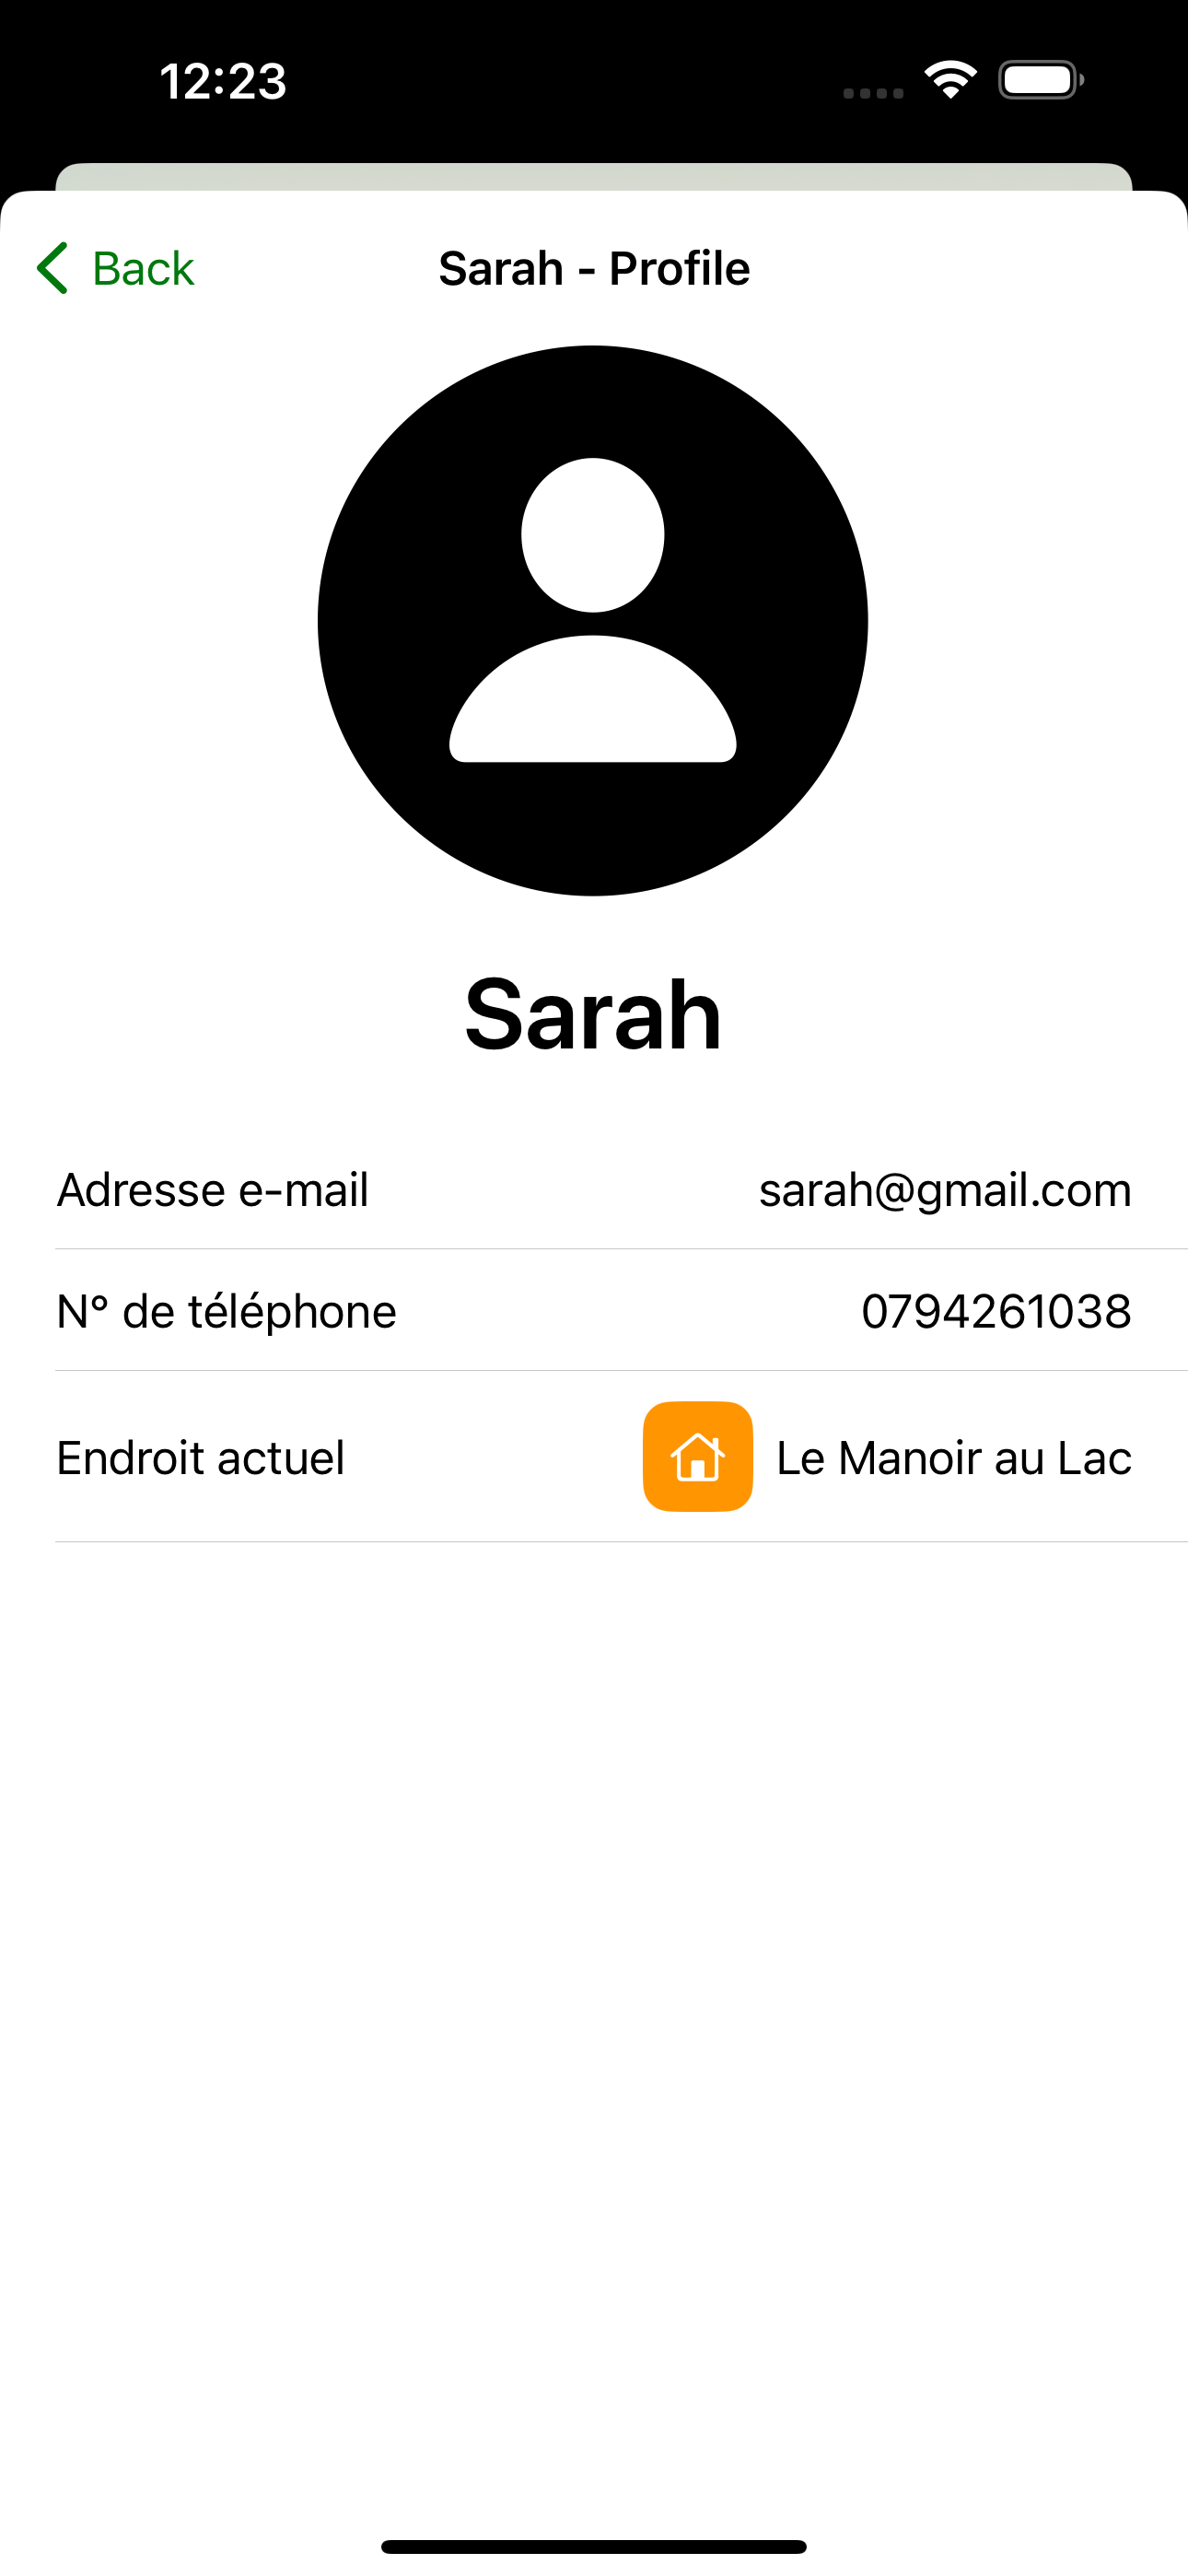 12:23
Back
Sarah - Profile
Sarah
Adresse e-mail
sarah@gmail.com
N° de téléphone
0794261038
Endroit actuel
Le Manoir au Lac